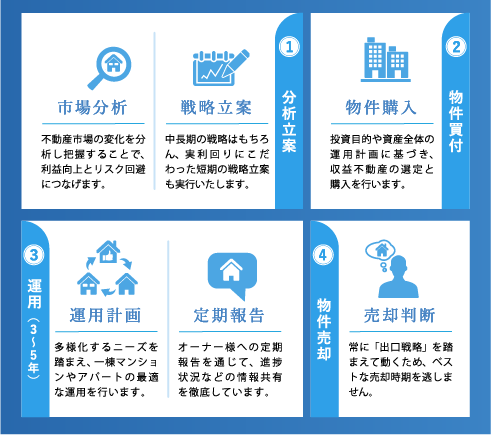 ①
分析立案
市場分析
不動産市場の変化を分
析し把握することで、
利益向上とリスク回避
につなげます。
戦略立案
中長期の戦略はもちろ
ん、実利回りにこだ
わった短期の戦略立案
も実行いたします。
②
物件買付
物件購入
投資目的や資産全体の
運用計画に基づき、
収益不動産の選定と
購入を行います。
③
運用（3〜5年）
運用計画
多様化するニーズを
踏まえ、一棟マンショ
ンやアパートの最適
な運用を行います。
定期報告
オーナー様への定期
報告を通じて、進捗
状況などの情報共有
を徹底しています。
④
物件売却
売却判断
常に「出口戦略」を踏
まえて動くため、ベス
トな売却時期を逃しま
せん。